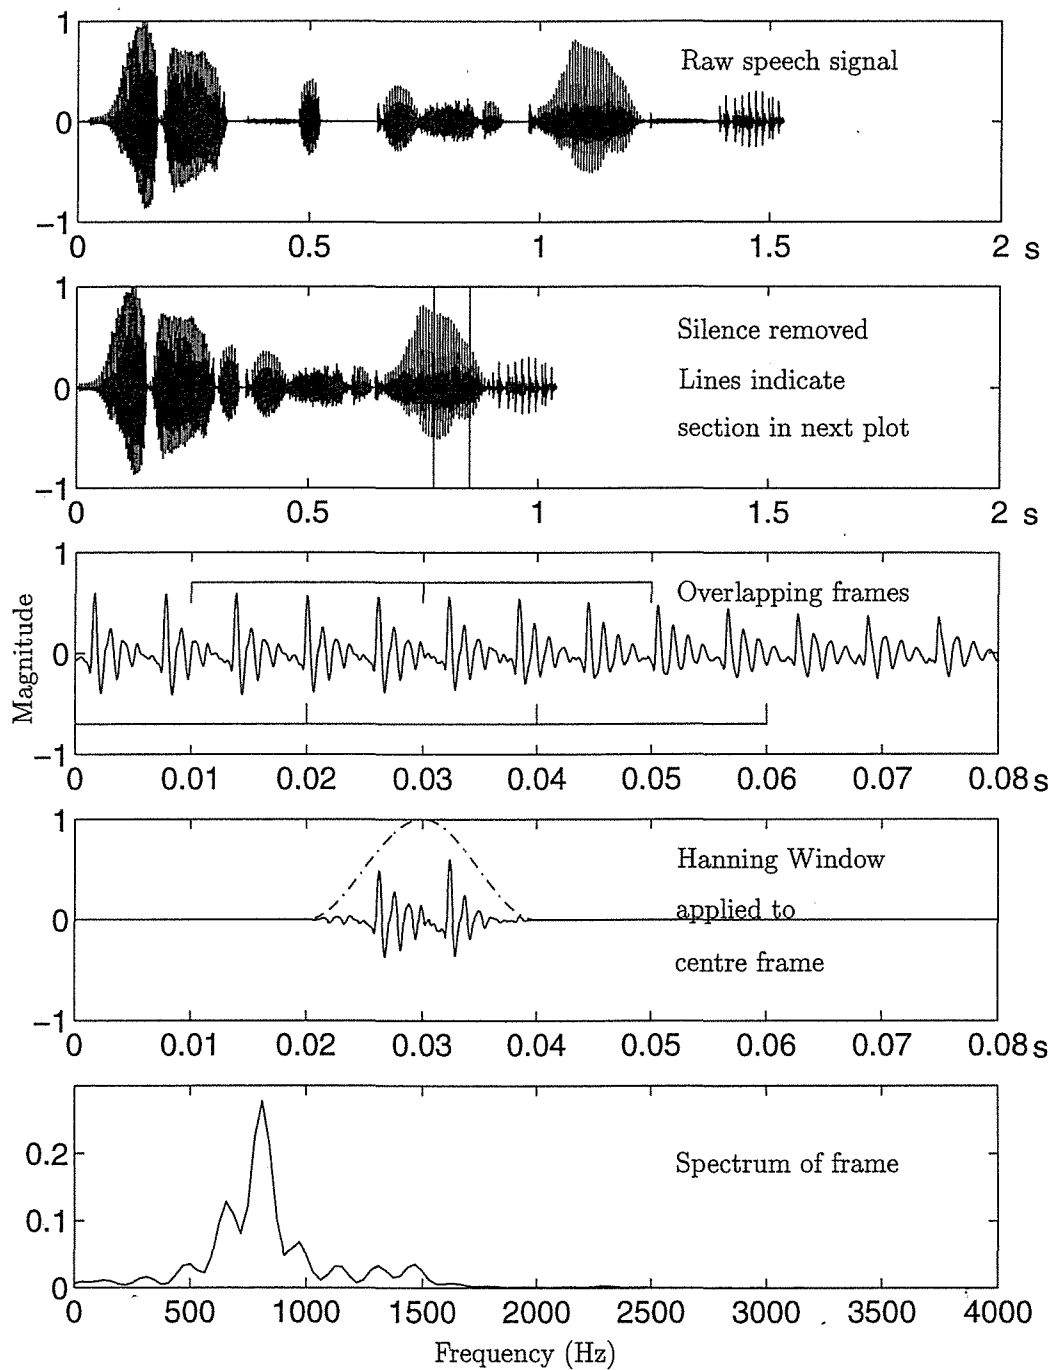 1
Raw speech signal
0
−1
0 0.5 1 1.5 2 s
1
Silence removed
Lines indicate
section in next plot
0
−1
0 0.5 1 1.5 2 s
1
Overlapping frames
Magnitude
0
−1
0 0.01 0.02 0.03 0.04 0.05 0.06 0.07 0.08 s
1
Hanning Window
applied to
centre frame
0
−1
0 0.01 0.02 0.03 0.04 0.05 0.06 0.07 0.08 s
0.2
Spectrum of frame
0.1
0
0 500 1000 1500 2000 2500 3000 3500 4000
Frequency (Hz)